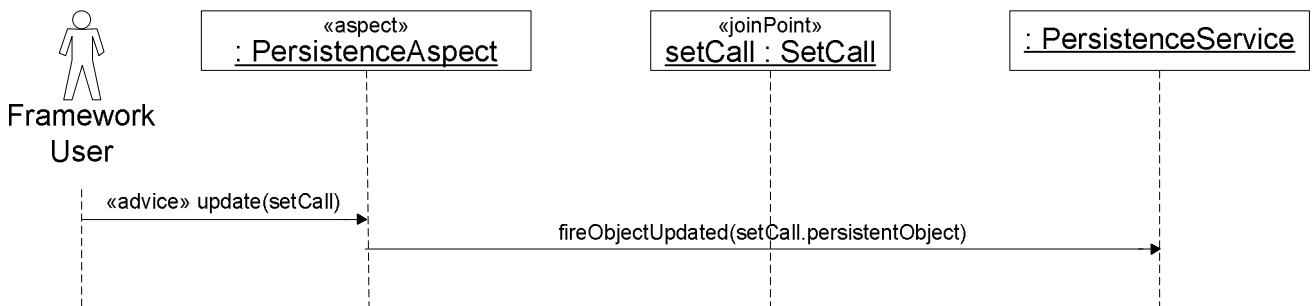 «aspect»
: PersistenceAspect
«joinPoint»
setCall : SetCall
: PersistenceService
Framework
User
«advice» update(setCall)
fireObjectUpdated(setCall.persistentObject)